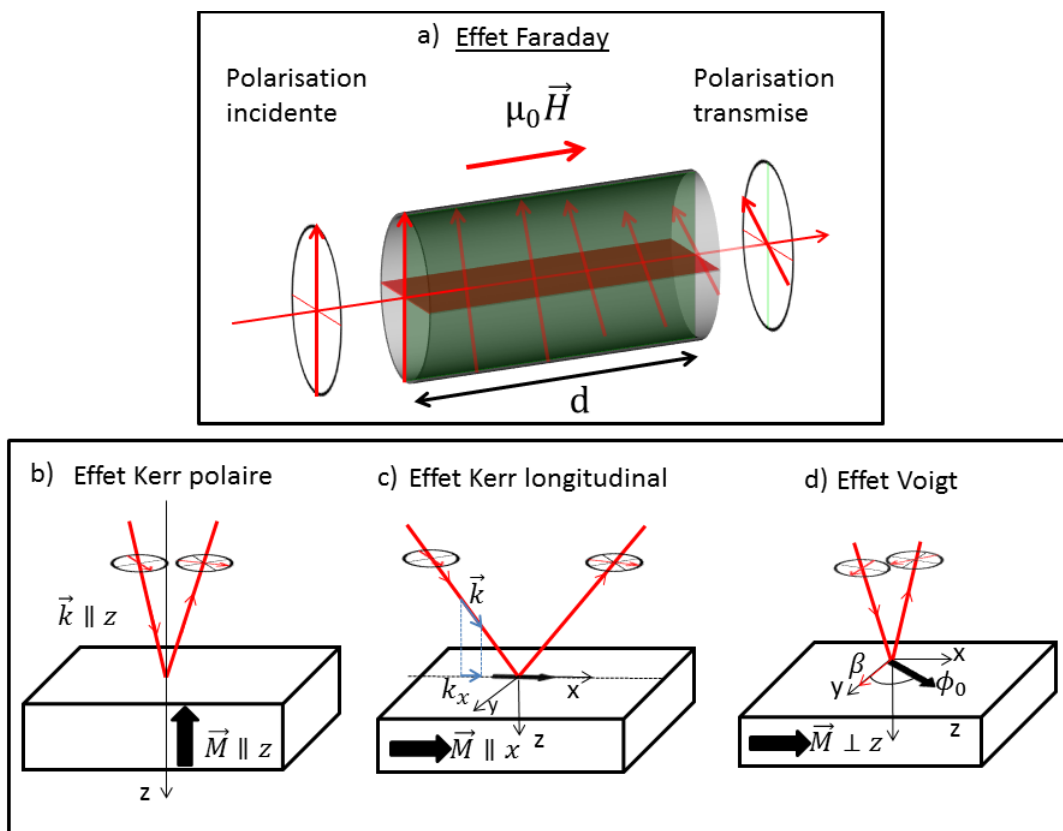 a) Effet Faraday
Polarisation
incidente
μ₀H⃗
Polarisation
transmise
d
b) Effet Kerr polaire
k⃗ ∥ z
M⃗ ∥ z
z
c) Effet Kerr longitudinal
k⃗
kₓ
x
y
z
M⃗ ∥ x
d) Effet Voigt
x
β
y
ϕ₀
z
M⃗ ⊥ z